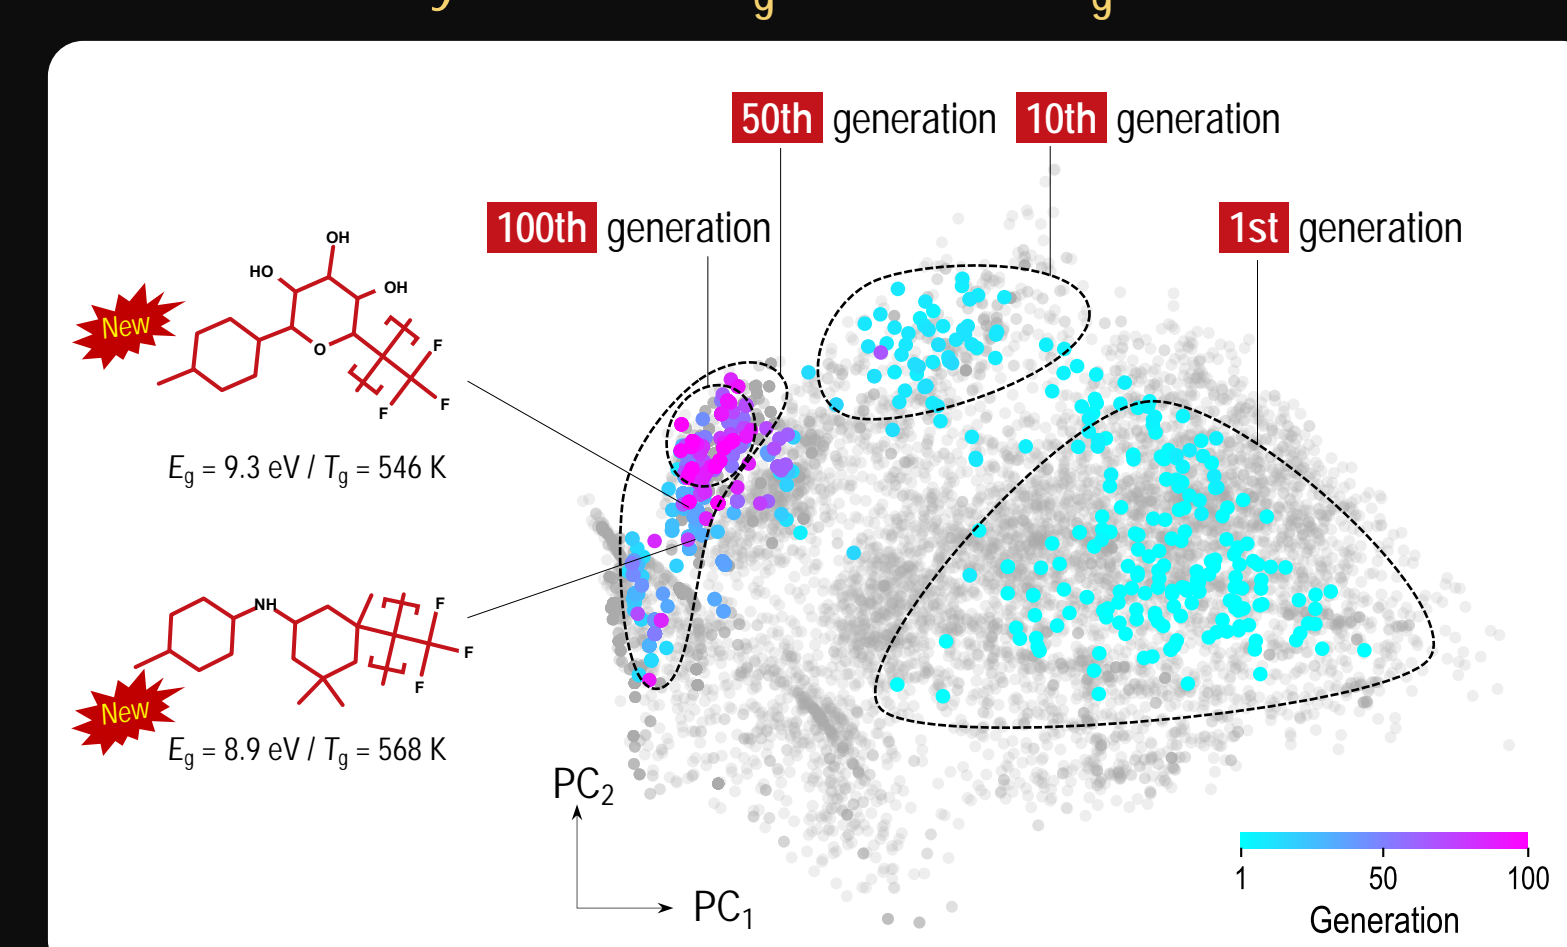 50th generation
10th generation
100th generation
1st generation
OH
HO
OH
New
O
F
F
F
Eg = 9.3 eV / Tg = 546 K
NH
F
F
F
New
Eg = 8.9 eV / Tg = 568 K
PC2
PC1
1 50 100
Generation